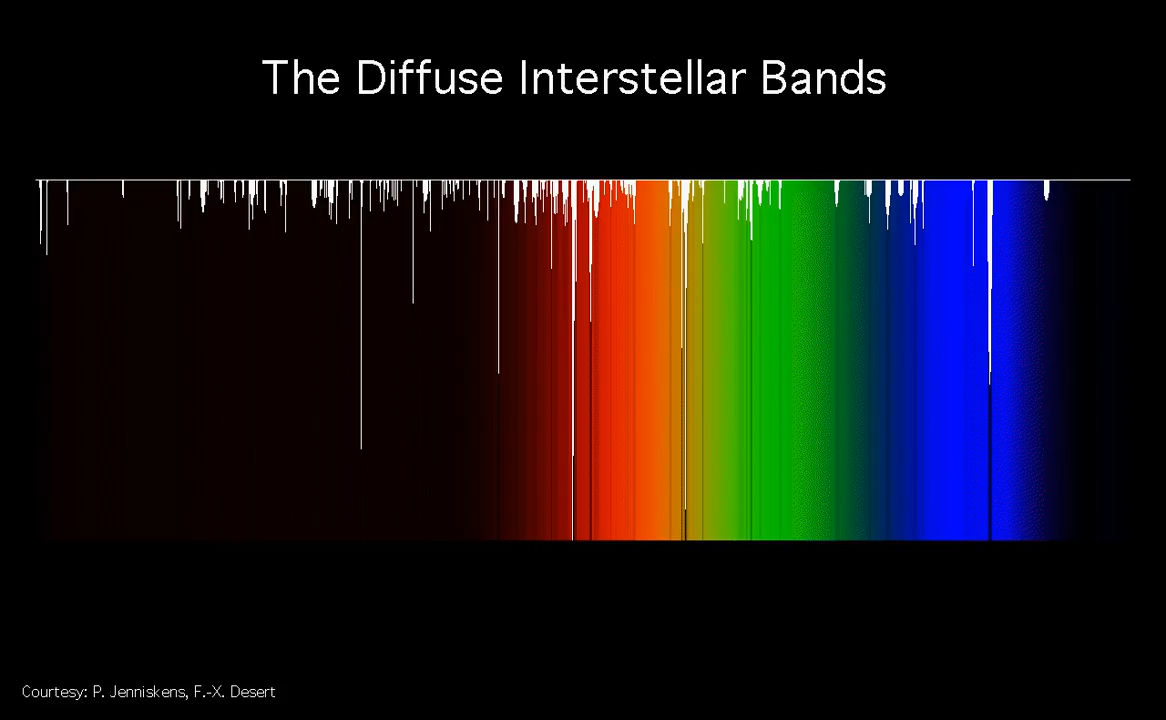 The Diffuse Interstellar Bands
Courtesy: P. Jenniskens, F.-X. Desert